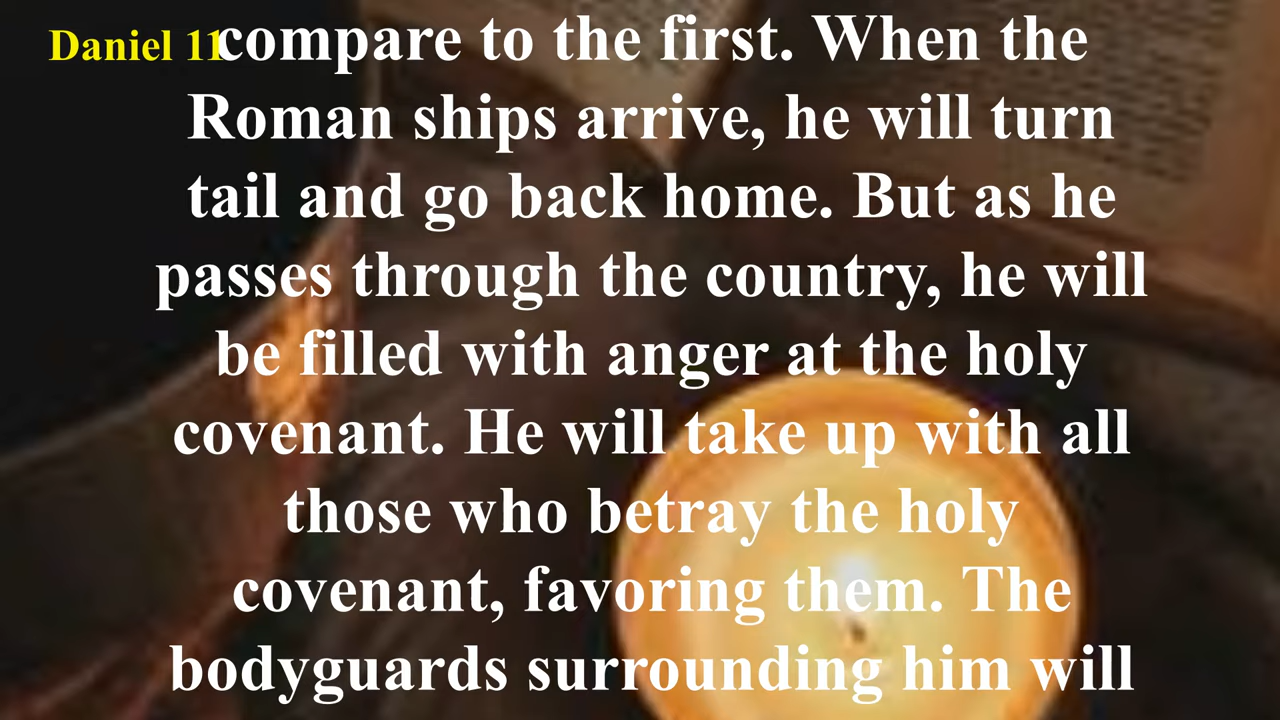 Daniel 11
compare to the first. When the
Roman ships arrive, he will turn
tail and go back home. But as he
passes through the country, he will
be filled with anger at the holy
covenant. He will take up with all
those who betray the holy
covenant, favoring them. The
bodyguards surrounding him will